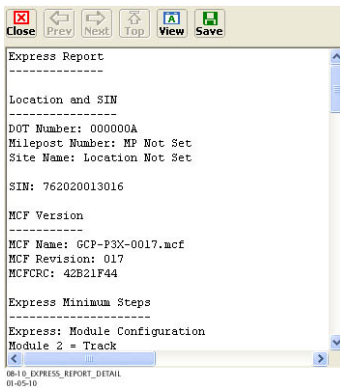 Close Prev Next Top View Save
Express Report
--------------
Location and SIN
----------------
DOT Number: 000000A
Milepost Number: MP Not Set
Site Name: Location Not Set
SIN: 762020013016
MCF Version
-----------
MCF Name: GCP-P3X-0017.mcf
MCF Revision: 017
MCFCRC: 42B21F44
Express Minimum Steps
---------------------
Express: Module Configuration
Module 2 = Track
08-10_EXPRESS_REPORT_DETAIL
01-05-10